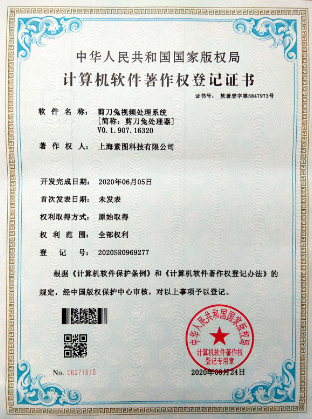 中华人民共和国国家版权局
计算机软件著作权登记证书
证书号: 软著登字第5847973号
软件名称: 剪刀兔视频处理系统
[简称: 剪刀兔处理器]
V0.1.907.16320
著作权人: 上海素图科技有限公司
开发完成日期: 2020年06月05日
首次发表日期: 未发表
权利取得方式: 原始取得
权利范围: 全部权利
登记号: 2020SR0969277
根据《计算机软件保护条例》和《计算机软件著作权登记办法》的
规定,经中国版权保护中心审核,对以上事项予以登记。
中华人民共和国国家版权局
计算机软件著作权
登记专用章
No. 06271615
2020年08月24日